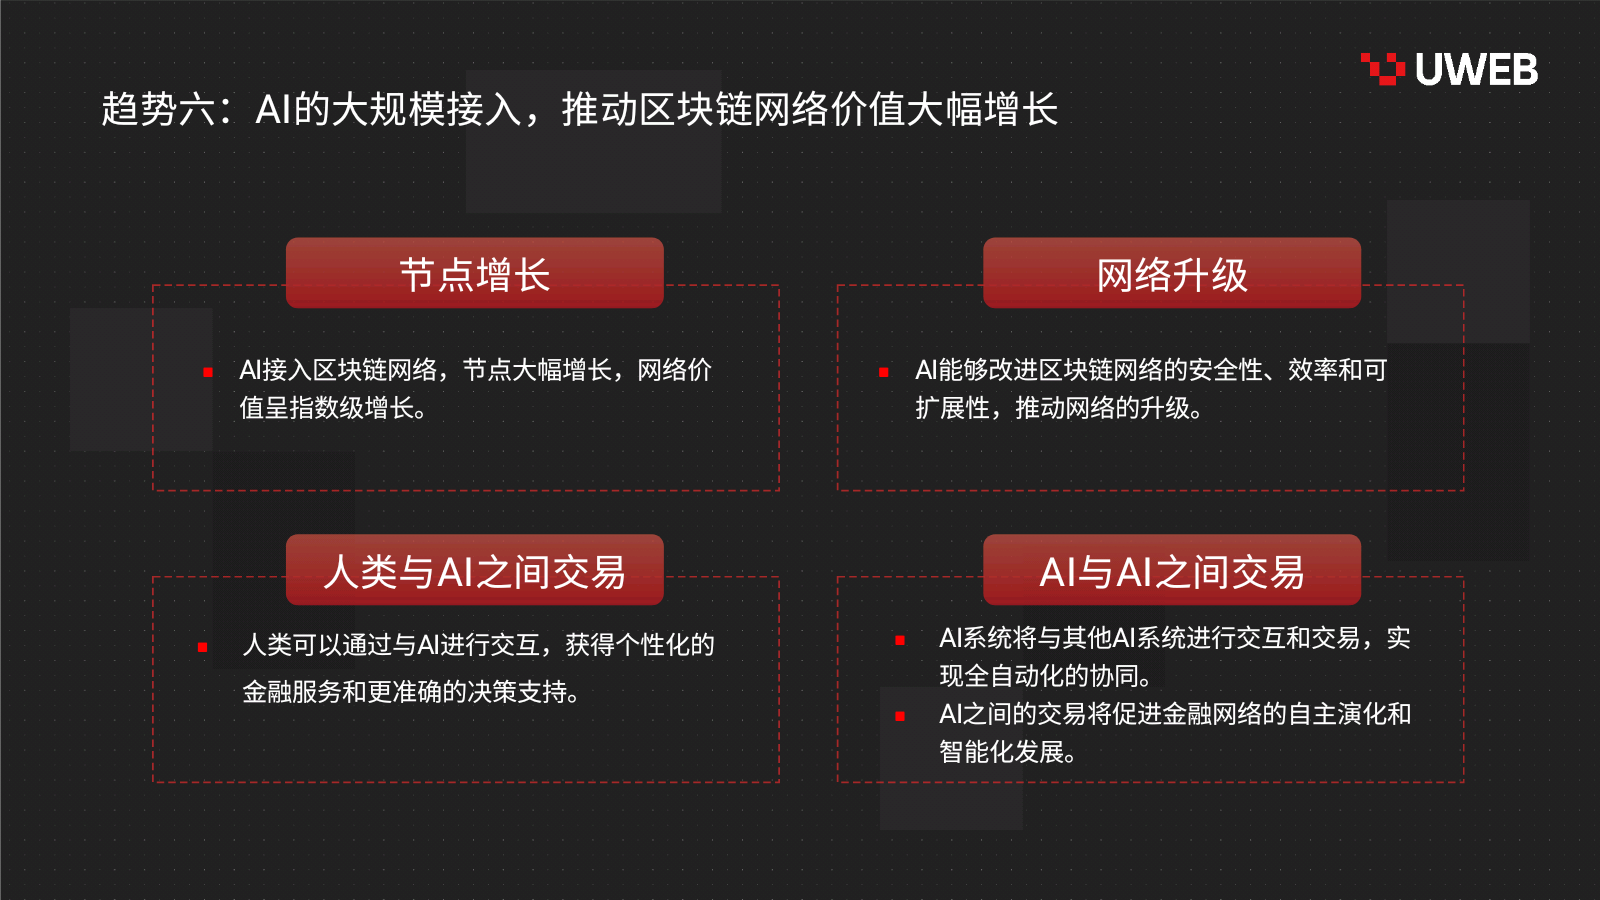 UWEB
趋势六：AI的大规模接入，推动区块链网络价值大幅增长
节点增长
AI接入区块链网络，节点大幅增长，网络价
值呈指数级增长。
网络升级
AI能够改进区块链网络的安全性、效率和可
扩展性，推动网络的升级。
人类与AI之间交易
人类可以通过与AI进行交互，获得个性化的
金融服务和更准确的决策支持。
AI与AI之间交易
AI系统将与其他AI系统进行交互和交易，实
现全自动化的协同。
AI之间的交易将促进金融网络的自主演化和
智能化发展。